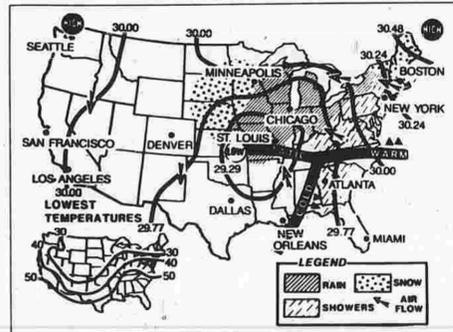 HIGH
30.00
30.00
30.48
HIGH
SEATTLE
30.24
BOSTON
MINNEAPOLIS
NEW YORK
CHICAGO
30.24
ST. LOUIS
SAN FRANCISCO
DENVER
LOW
WARM
29.29
30.00
LOS ANGELES
ATLANTA
30.00
COLD
LOWEST
TEMPERATURES
DALLAS
29.77
NEW
ORLEANS
29.77
MIAMI
30
40
50
30
40
50
LEGEND
RAIN
SNOW
SHOWERS
AIR
FLOW